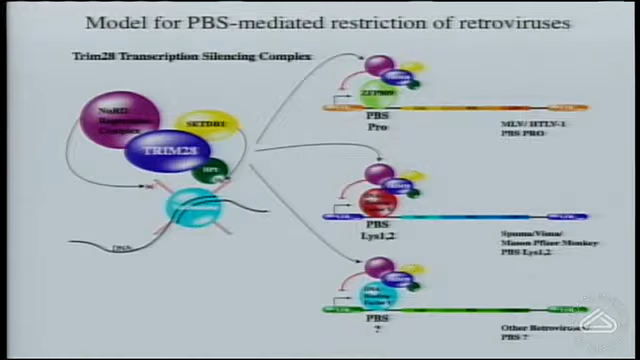 Model for PBS-mediated restriction of retroviruses
Trim28 Transcription Silencing Complex
NuRD
Complex
SETDB1
TRIM28
HP1
DNA
ZFP809
PBS
Pro
MLV/ HTLV-1
PBS PRO
PBS
Lys1,2
Spuma/Visna/
Mason Pfizer Monkey
PBS Lys1,2
DNA
Binding
PBS
?
Other Retroviruses
PBS ?